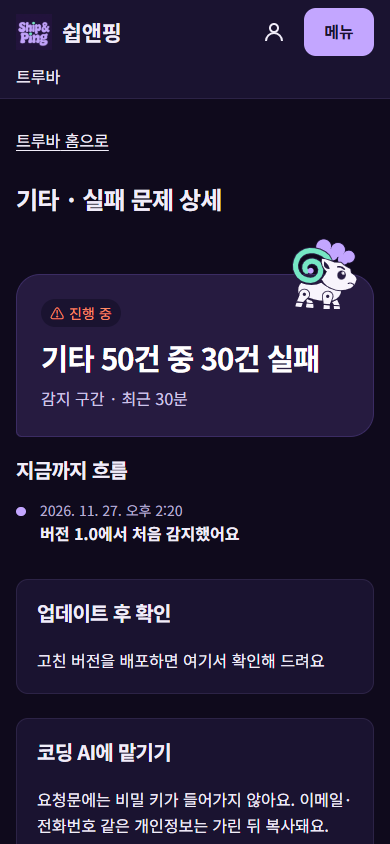 Ship&
Ping
쉽앤핑
메뉴
트루바
트루바 홈으로
기타 · 실패 문제 상세
진행 중
기타 50건 중 30건 실패
감지 구간 · 최근 30분
지금까지 흐름
2026. 11. 27. 오후 2:20
버전 1.0에서 처음 감지했어요
업데이트 후 확인
고친 버전을 배포하면 여기서 확인해 드려요
코딩 AI에 맡기기
요청문에는 비밀 키가 들어가지 않아요. 이메일·
전화번호 같은 개인정보는 가린 뒤 복사돼요.